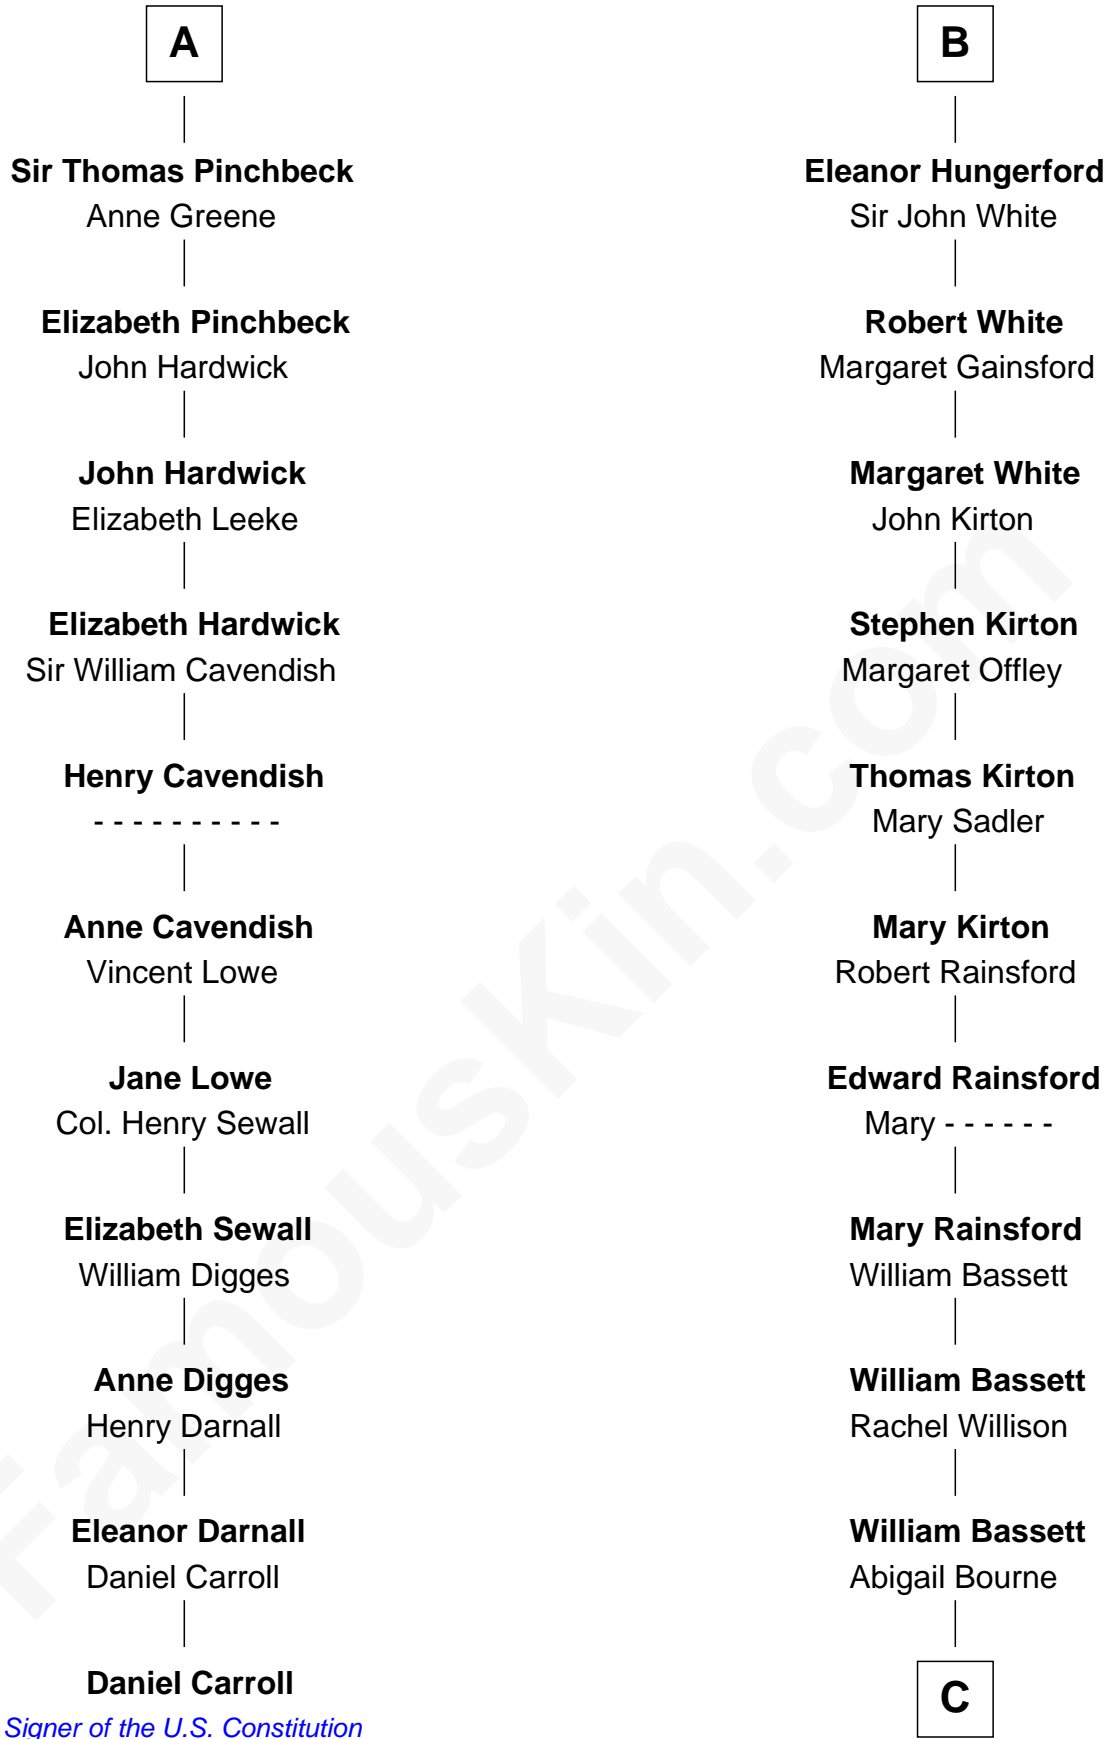 A
Sir Thomas Pinchbeck
Anne Greene
Elizabeth Pinchbeck
John Hardwick
John Hardwick
Elizabeth Leeke
Elizabeth Hardwick
Sir William Cavendish
Henry Cavendish
- - - - - - - - - -
Anne Cavendish
Vincent Lowe
Jane Lowe
Col. Henry Sewall
Elizabeth Sewall
William Digges
Anne Digges
Henry Darnall
Eleanor Darnall
Daniel Carroll
Daniel Carroll
Signer of the U.S. Constitution
B
Eleanor Hungerford
Sir John White
Robert White
Margaret Gainsford
Margaret White
John Kirton
Stephen Kirton
Margaret Offley
Thomas Kirton
Mary Sadler
Mary Kirton
Robert Rainsford
Edward Rainsford
Mary - - - - - -
Mary Rainsford
William Bassett
William Bassett
Rachel Willison
William Bassett
Abigail Bourne
C
FamousKin.com